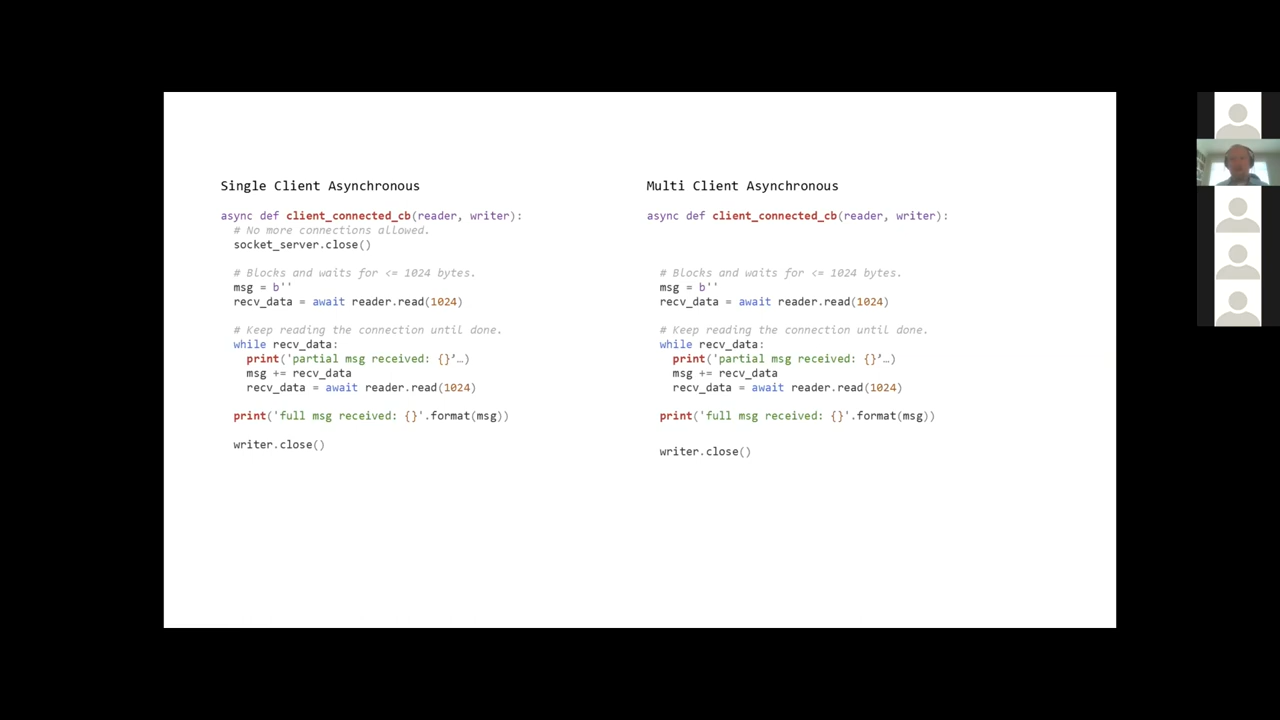 Single Client Asynchronous
async def client_connected_cb(reader, writer):
# No more connections allowed.
socket_server.close()
# Blocks and waits for <= 1024 bytes.
msg = b''
recv_data = await reader.read(1024)
# Keep reading the connection until done.
while recv_data:
print('partial msg received: {}’…)
msg += recv_data
recv_data = await reader.read(1024)
print('full msg received: {}'.format(msg))
writer.close()
Multi Client Asynchronous
async def client_connected_cb(reader, writer):
# Blocks and waits for <= 1024 bytes.
msg = b''
recv_data = await reader.read(1024)
# Keep reading the connection until done.
while recv_data:
print('partial msg received: {}’…)
msg += recv_data
recv_data = await reader.read(1024)
print('full msg received: {}'.format(msg))
writer.close()